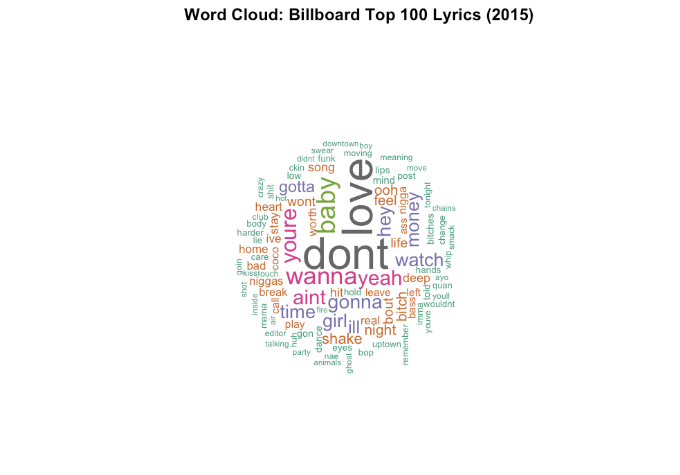 Word Cloud: Billboard Top 100 Lyrics (2015)
downtown boy
swear moving
didnt funk meaning
ckin song lips move
low mind post
crazy shit hot gotta baby love ooh nigga tonight
heart wont feel chains
club stay worth hey ass money bitches change
body youre
harder ive life smack
lie dont
home coco care watch whip
goin bad kiss touch wanna yeah hands
niggas deep ayo
shot break aint hit hold leave left told quan
inside call gonna bout bitch bass imma youll
mama time fire wouldnt
air play girl ill real youve
editor gon night
talking huh dance shake uptown remember
party nae eyes bop
animals ghost